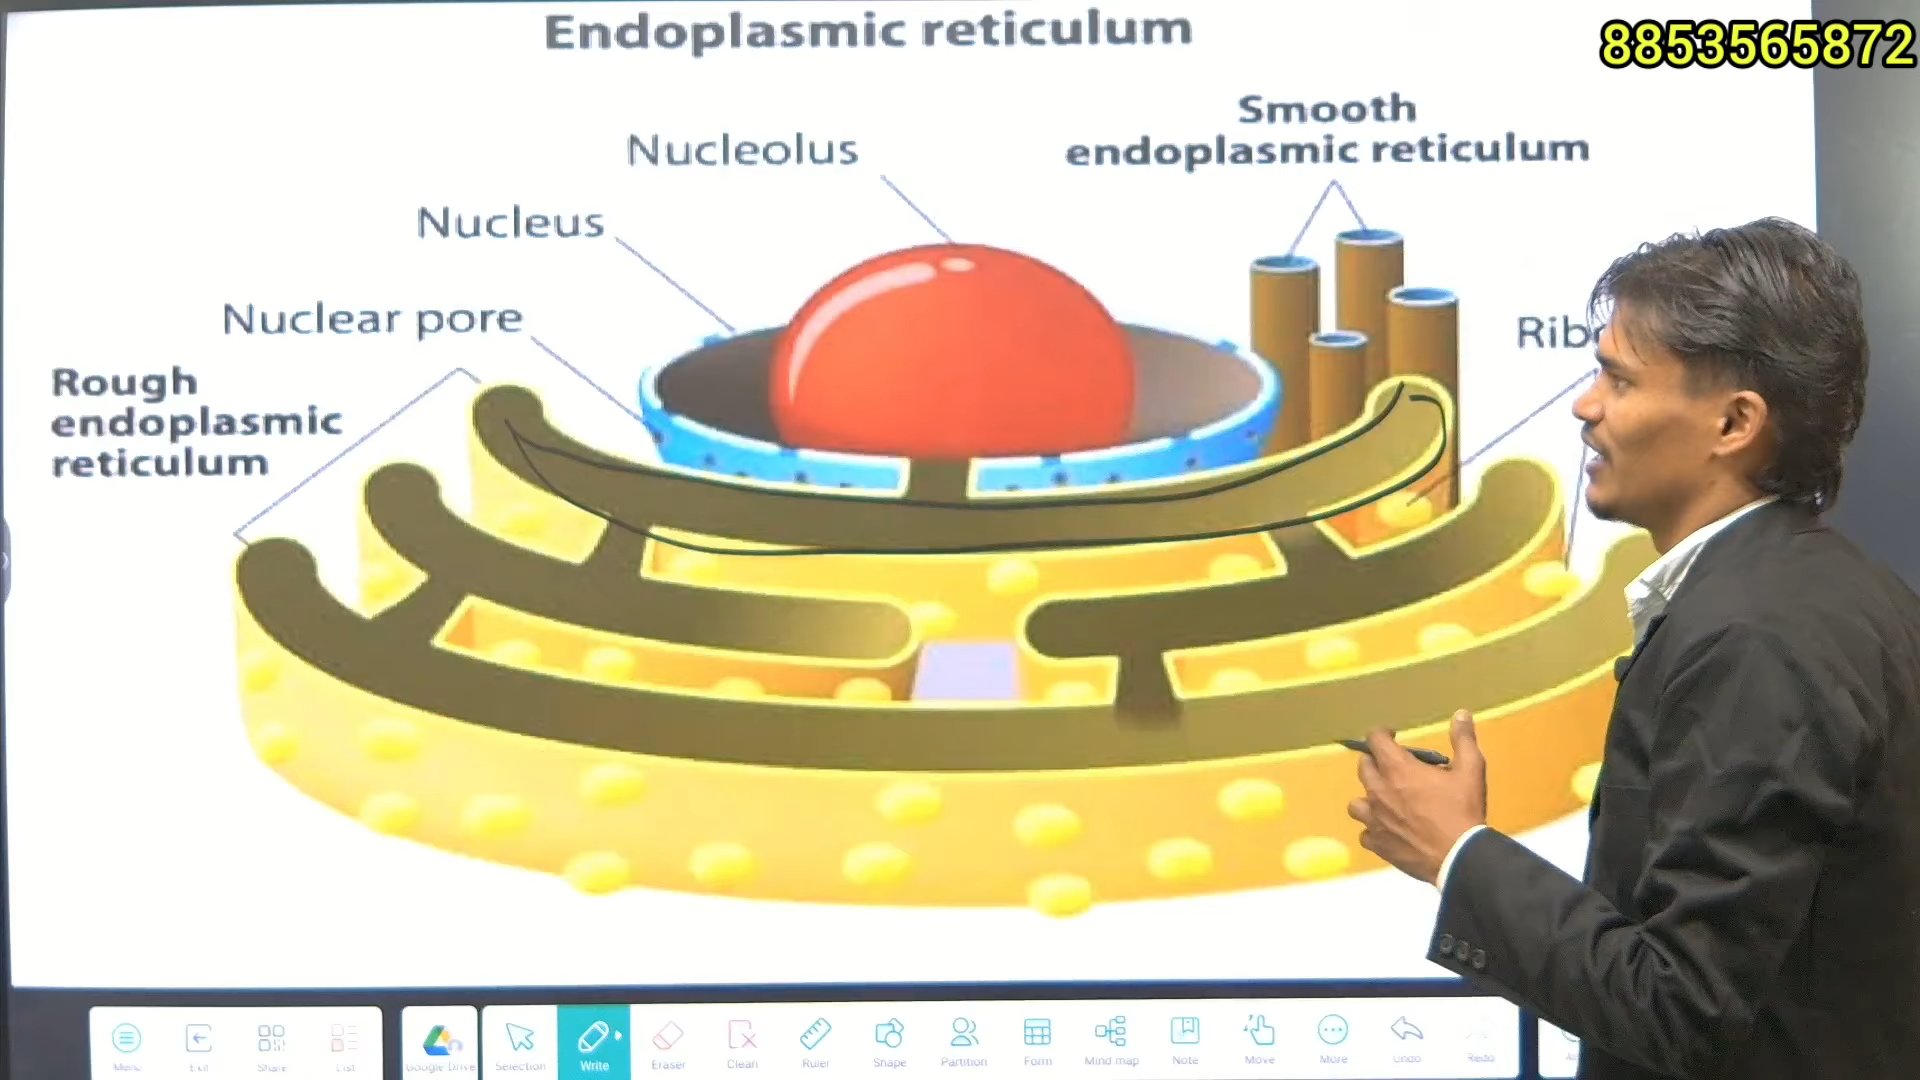 Endoplasmic reticulum
8853565872
Smooth
endoplasmic reticulum
Nucleolus
Nucleus
Nuclear pore
Rough
endoplasmic
reticulum
Menu
Exit
Share
List
Google Drive
Selection
Write
Eraser
Clean
Ruler
Shape
Partition
Form
Mind map
Note
Move
More
Undo
Redo